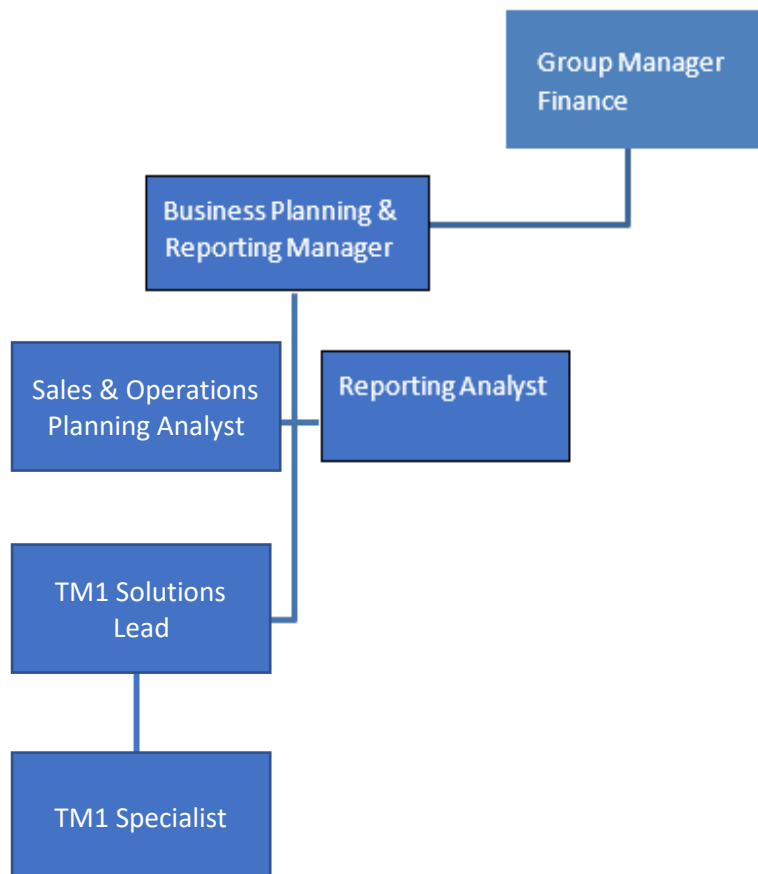 Group Manager
Finance
Business Planning &
Reporting Manager
Sales & Operations
Planning Analyst
Reporting Analyst
TM1 Solutions
Lead
TM1 Specialist